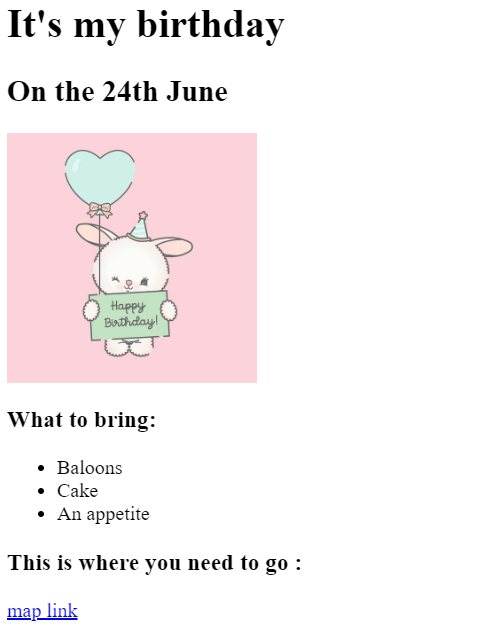 It's my birthday
On the 24th June
Happy
Birthday!
What to bring:
Baloons
Cake
An appetite
This is where you need to go :
map link